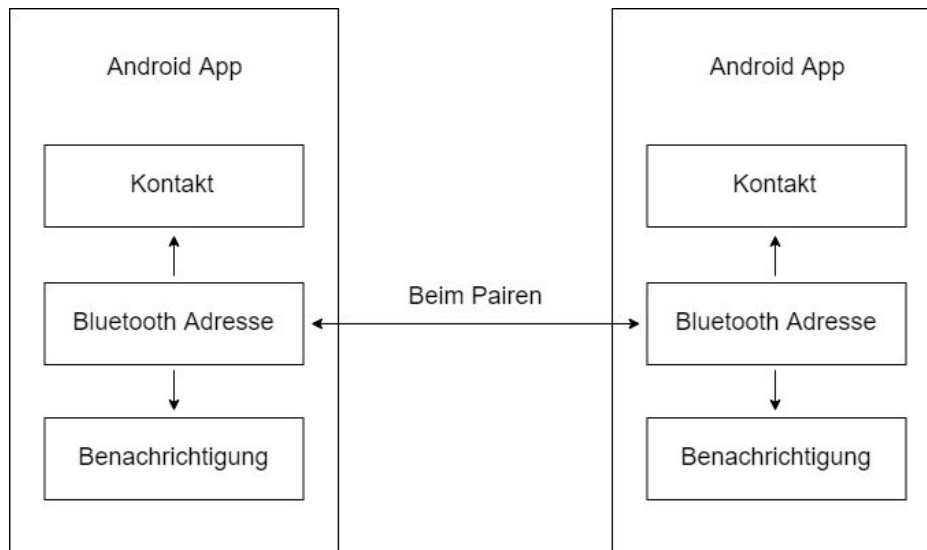 Android App
Kontakt
Bluetooth Adresse
Benachrichtigung
Beim Pairen
Android App
Kontakt
Bluetooth Adresse
Benachrichtigung